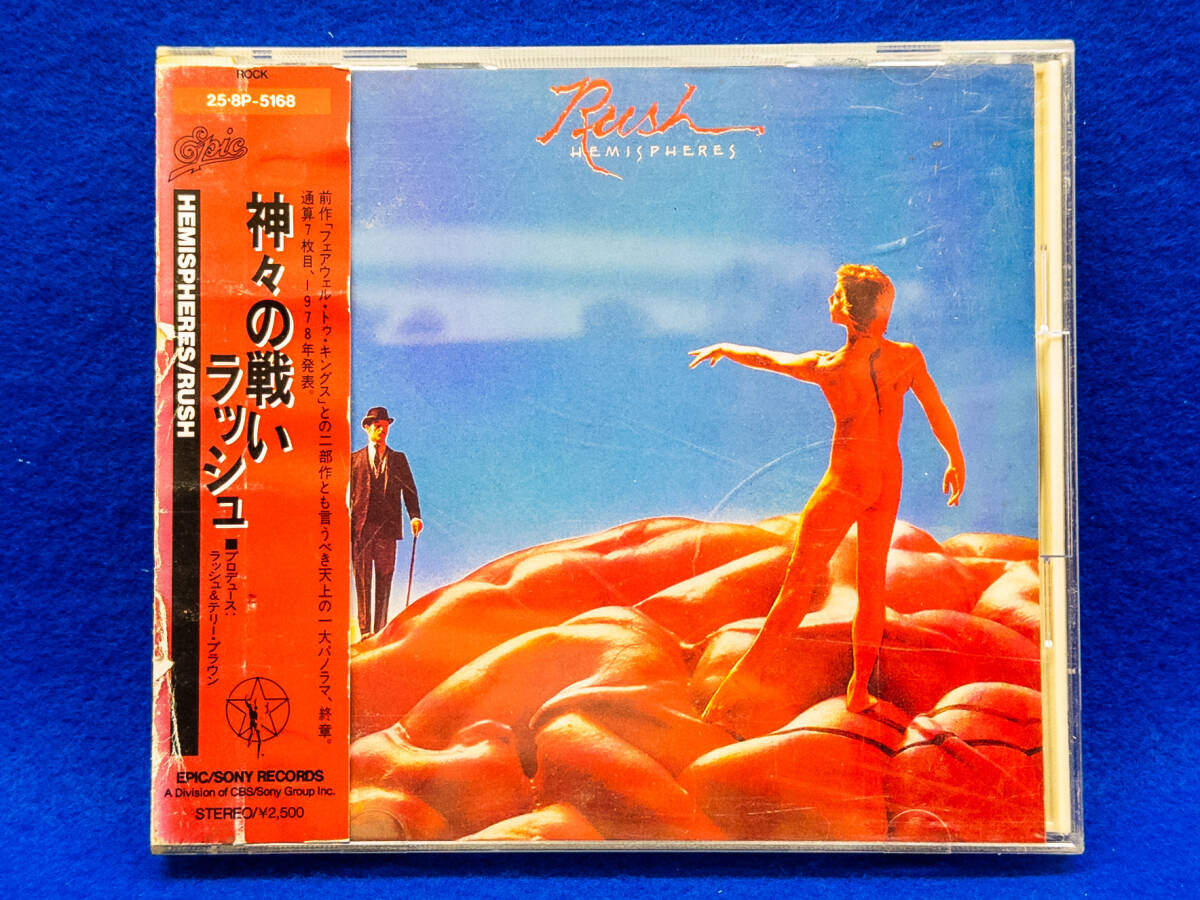 ROCK
25・8P-5168
Epic
HEMISPHERES/RUSH
神々の戦い
ラッシュ
前作「フェアウェル・トゥ・キングス」との二部作とも言うべき天上の一大パノラマ、終章。
通算7枚目、1978年発表。
■プロデュース:
ラッシュ&テリー・ブラウン
EPIC/SONY RECORDS
A Division of CBS/Sony Group Inc.
STEREO/¥2,500
Rush
HEMISPHERES